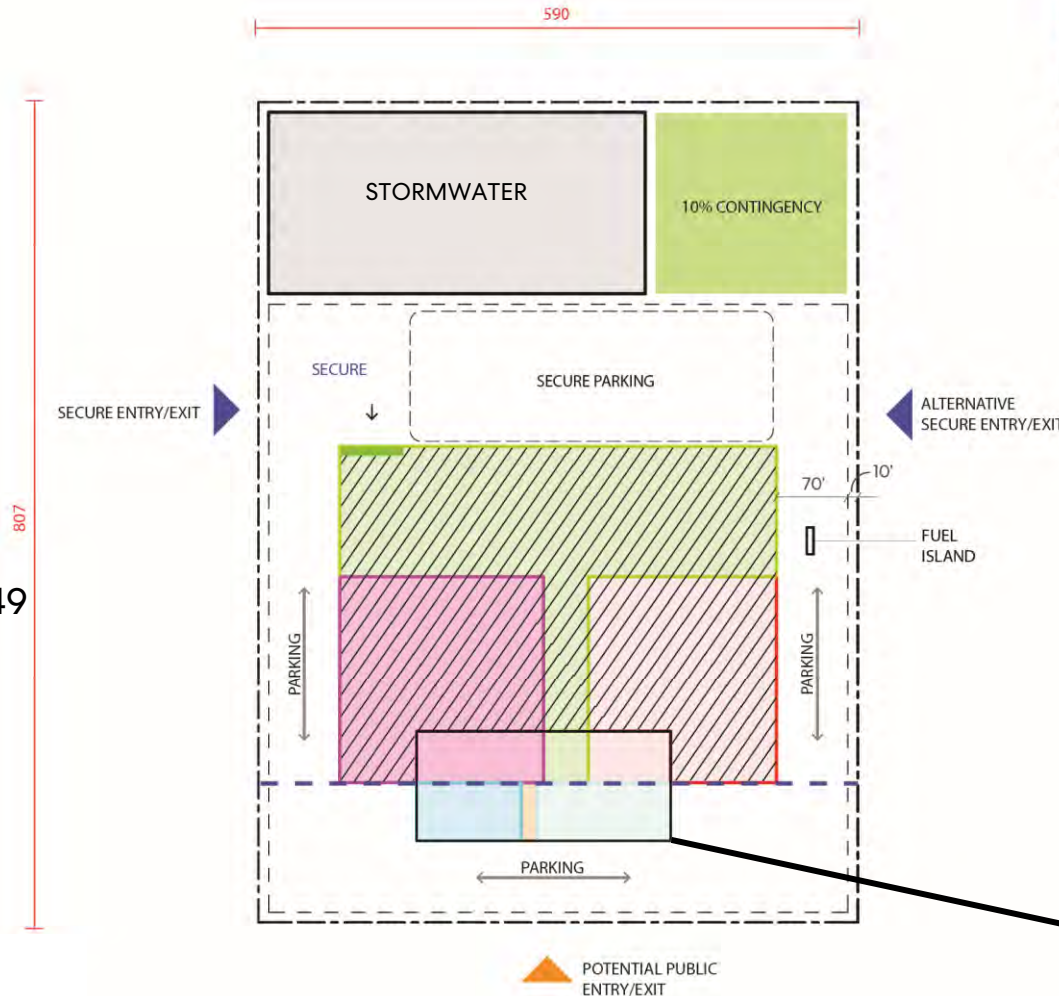 590
STORMWATER
10% CONTINGENCY
SECURE
SECURE PARKING
SECURE ENTRY/EXIT
ALTERNATIVE
SECURE ENTRY/EXIT
70'
10'
807
FUEL
ISLAND
49
PARKING
PARKING
PARKING
POTENTIAL PUBLIC
ENTRY/EXIT